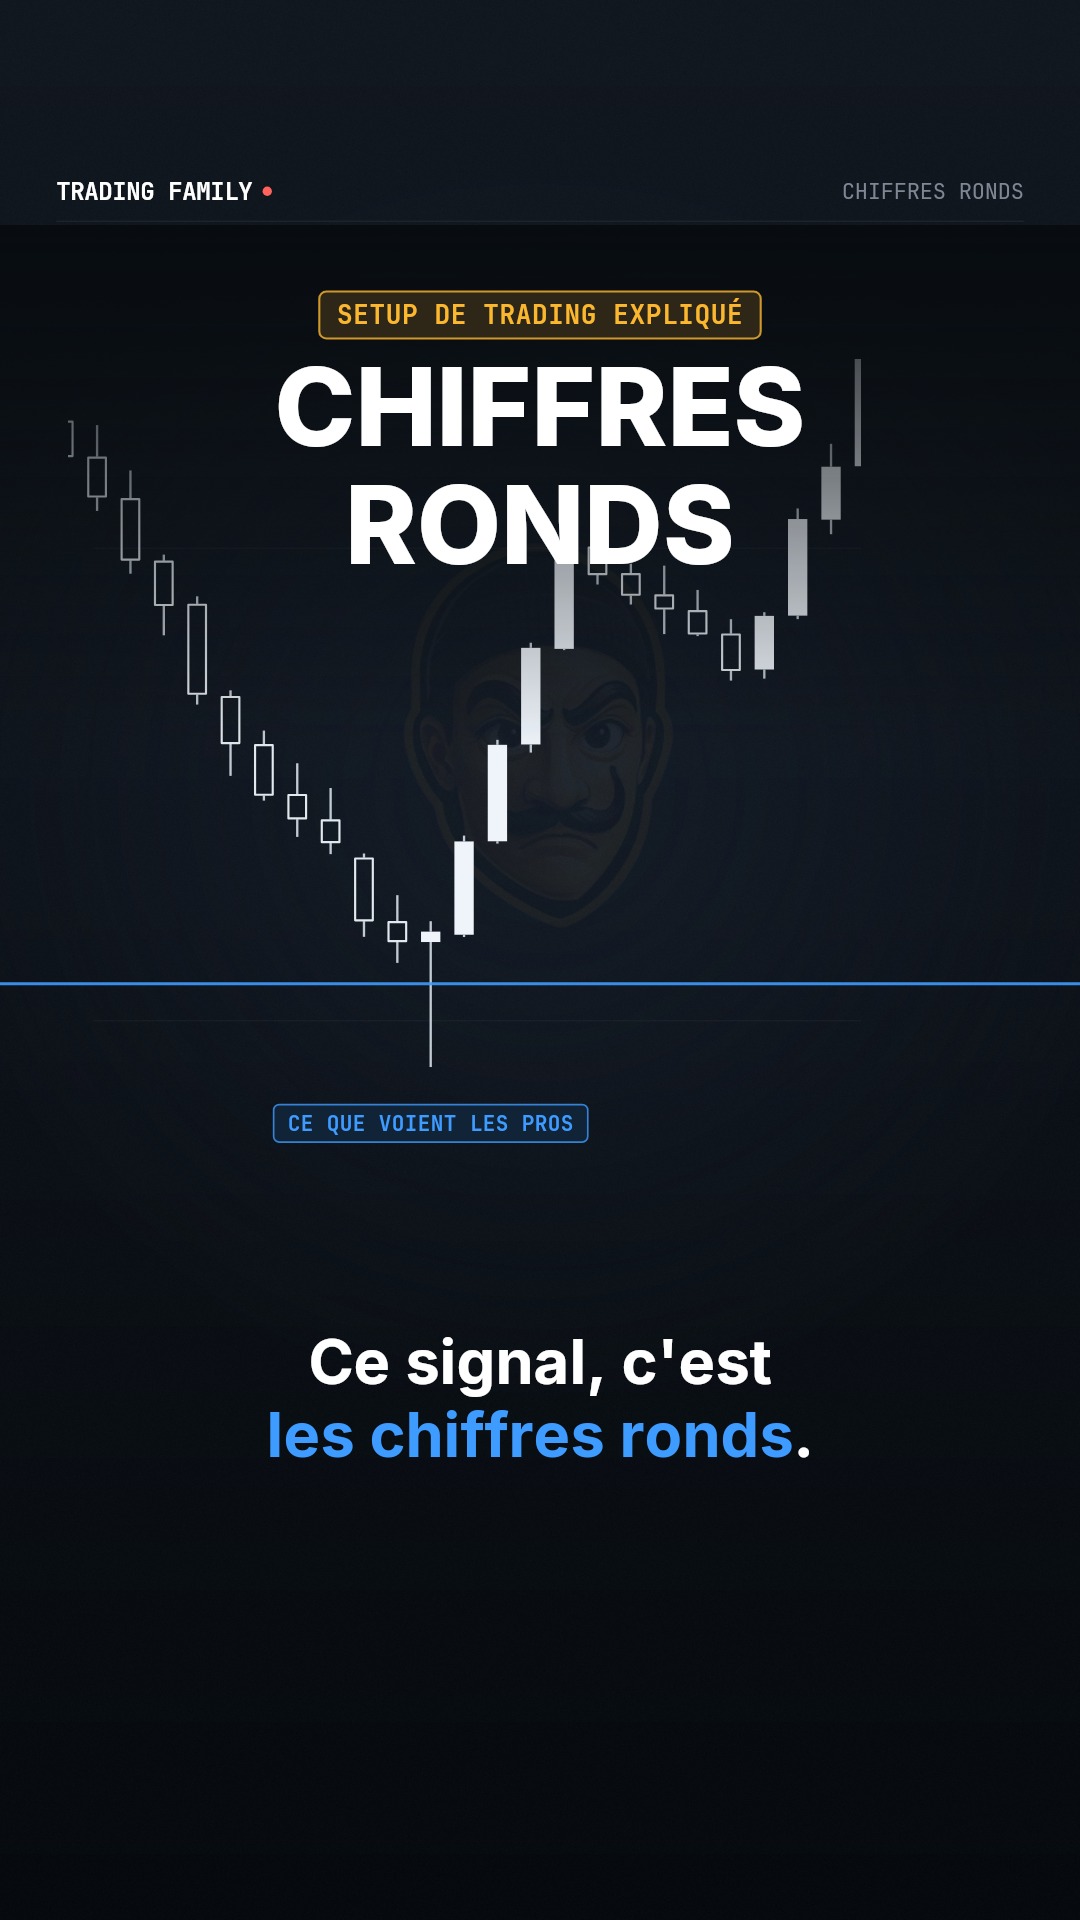 TRADING FAMILY
CHIFFRES RONDS
SETUP DE TRADING EXPLIQUÉ
CHIFFRES
RONDS
CE QUE VOIENT LES PROS
Ce signal, c'est
les chiffres ronds.